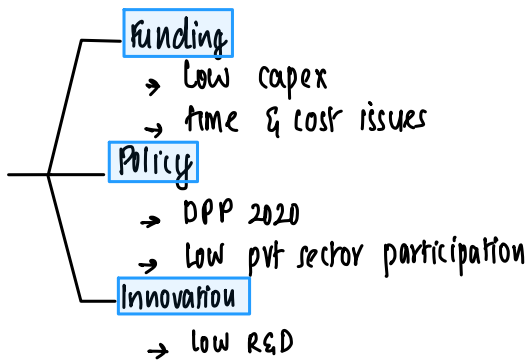 Funding
→ Low capex
→ time & cost issues
Policy
→ DPP 2020
→ Low pvt sector participation
Innovation
→ low R&D